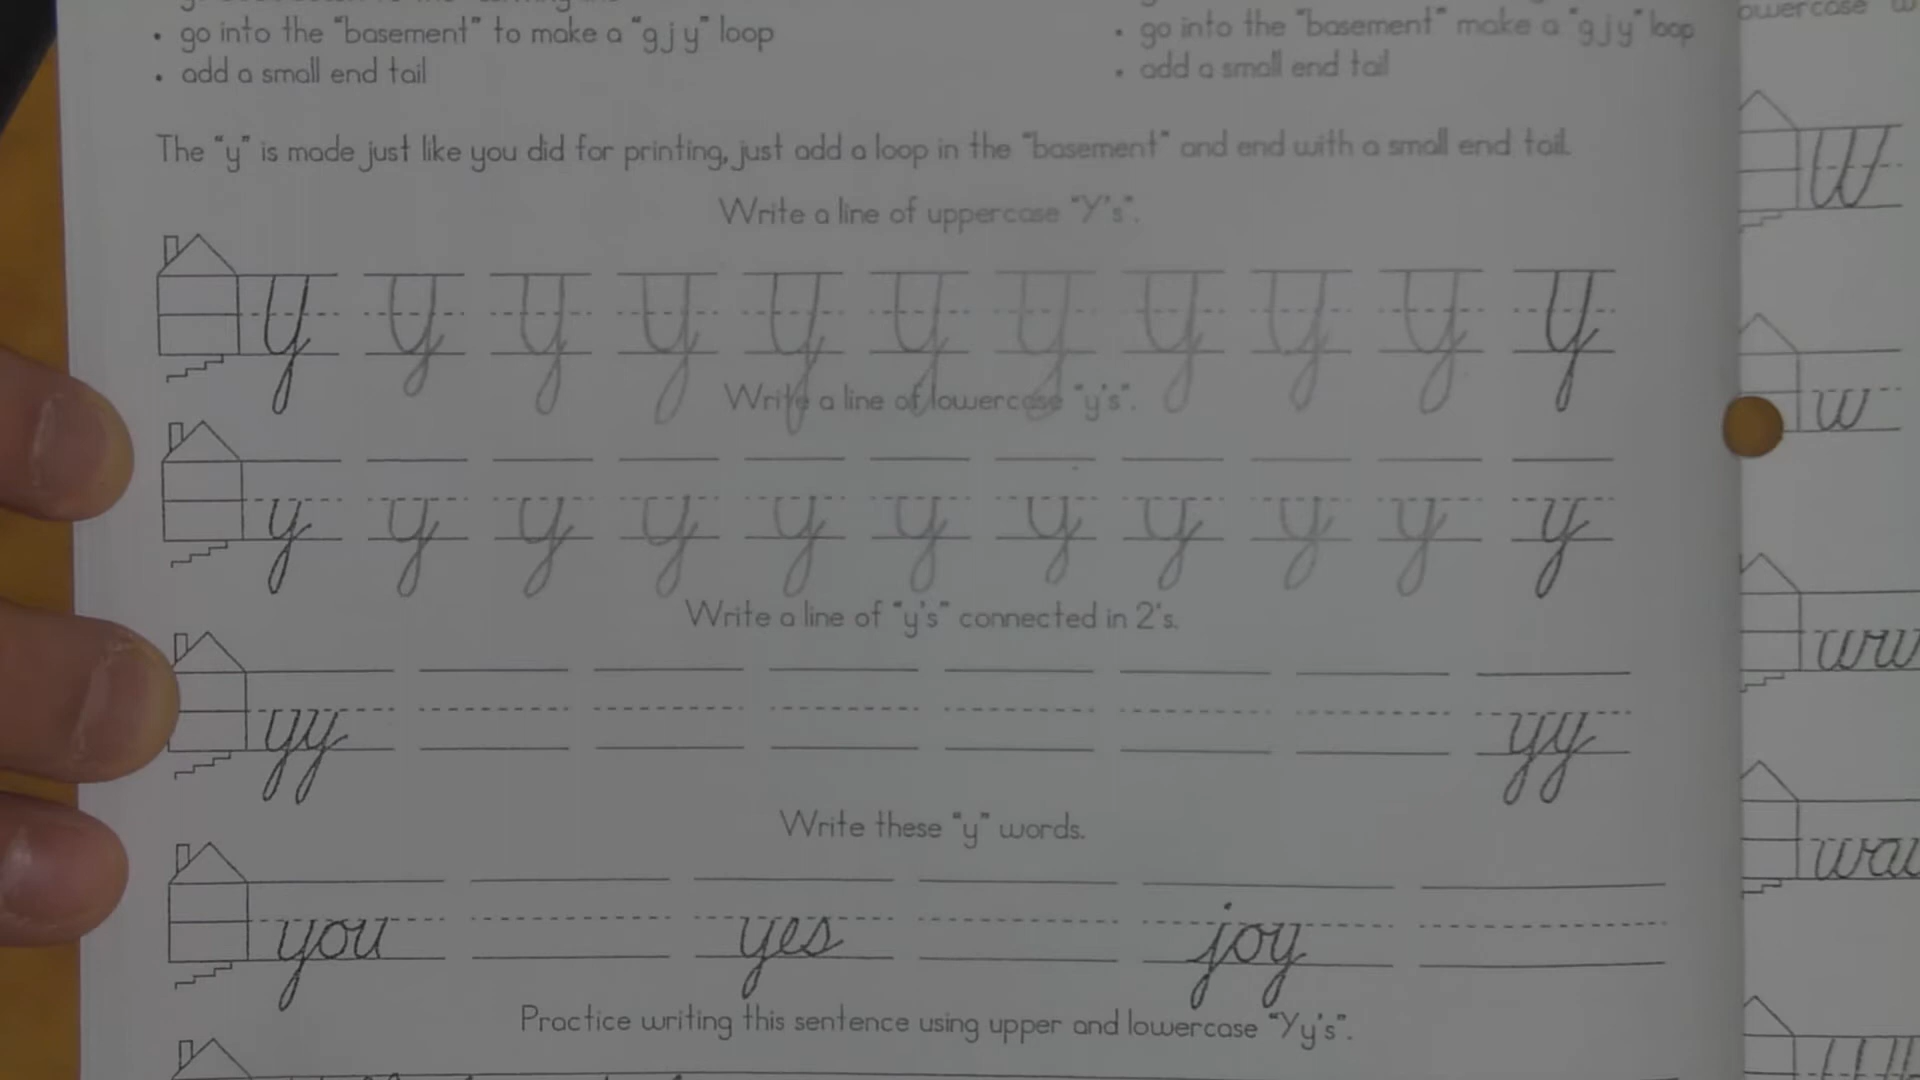 • go into the "basement" to make a "g j y" loop
• add a small end tail
• go into the "basement" make a "g j y" loop
• add a small end tail
The "y" is made just like you did for printing, just add a loop in the "basement" and end with a small end tail.
Write a line of uppercase "Y's".
Y Y Y Y Y Y Y Y Y Y Y
Write a line of lowercase "y's".
y y y y y y y y y y y
Write a line of "y's" connected in 2's.
yy yy
Write these "y" words.
you yes joy
Practice writing this sentence using upper and lowercase "Yy's".
owercase "w
W
w
ww